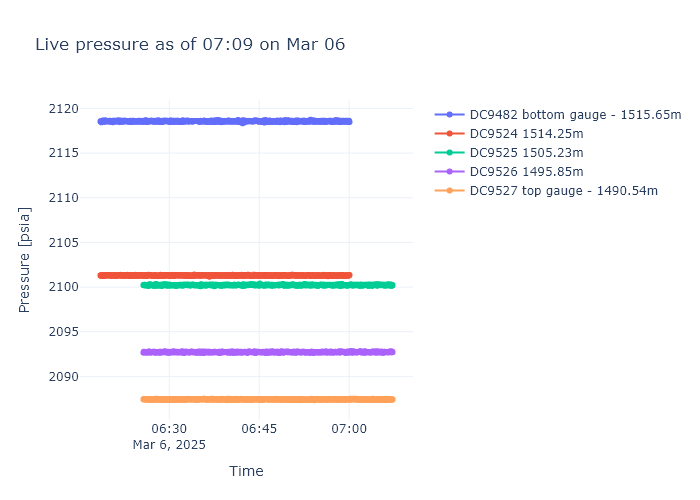 Live pressure as of 07:09 on Mar 06
2120
2115
2110
2105
2100
2095
2090
Pressure [psia]
06:30
06:45
07:00
Mar 6, 2025
Time
DC9482 bottom gauge - 1515.65m
DC9524 1514.25m
DC9525 1505.23m
DC9526 1495.85m
DC9527 top gauge - 1490.54m